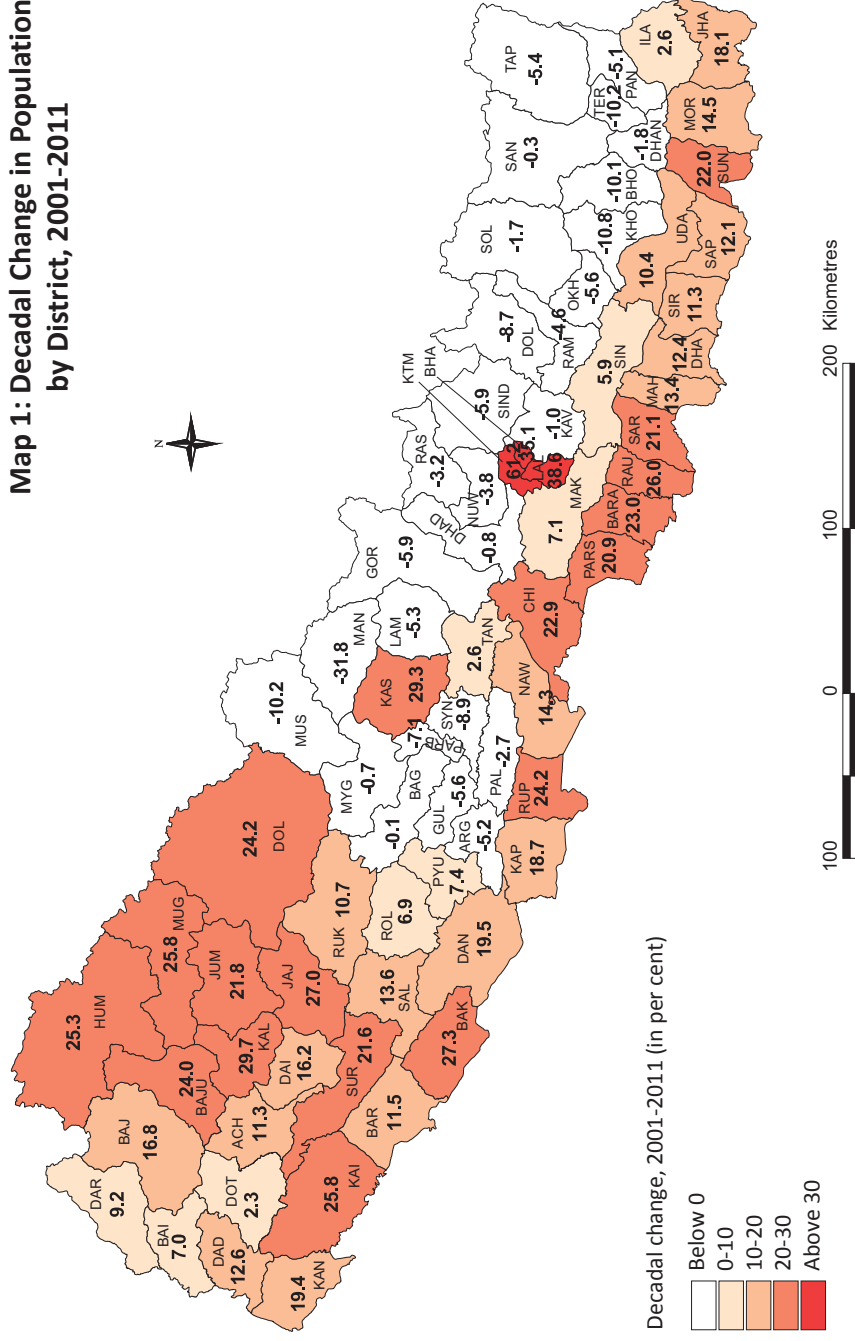 Map 1: Decadal Change in Population
by District, 2001-2011
N
DAR
9.2
BAI
7.0
DAD
12.6
KAN
19.4
BAJ
16.8
DOT
2.3
KAI
25.8
HUM
25.3
BAJU
24.0
ACH
11.3
MUG
25.8
JUM
21.8
KAL
29.7
DAI
16.2
SUR
21.6
BAR
11.5
JAJ
27.0
SAL
13.6
BAK
27.3
DOL
24.2
RUK
10.7
ROL
6.9
PYU
7.4
DAN
19.5
MUS
-10.2
MYG
-0.7
BAG
-0.1
GUL
-5.6
ARG
-5.2
KAP
18.7
PARB
-7.1
SYN
-8.9
PAL
-2.7
RUP
24.2
NAW
14.3
MAN
-31.8
KAS
29.3
LAM
-5.3
TAN
2.6
CHI
22.9
GOR
-5.9
DHAD
-0.8
RAS
-3.2
NUW
-3.8
KTM
BHA
61.2
35.1
LAL
38.6
MAK
7.1
PARS
20.9
BARA
23.0
RAU
26.0
SAR
21.1
SIND
-5.9
KAV
-1.0
DOL
-8.7
RAM
-4.6
SIN
5.9
MAH
13.4
DHA
12.4
SIR
11.3
SOL
-1.7
OKH
-5.6
KHO
-10.8
UDA
10.4
SAP
12.1
SAN
-0.3
BHO
-10.1
DHAN
-1.8
SUN
22.0
TAP
-5.4
TER
-10.2
PAN
-5.1
MOR
14.5
ILA
2.6
JHA
18.1
Decadal change, 2001-2011 (in per cent)
Below 0
0-10
10-20
20-30
Above 30
100 0 100 200 Kilometres